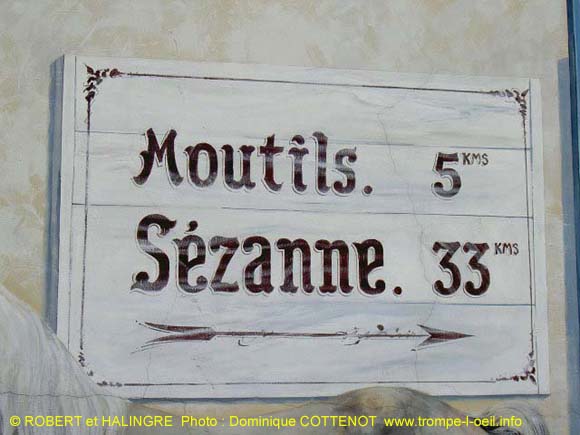 Moutils. 5 KMS
Sézanne. 33 KMS
© ROBERT et HALINGRE Photo : Dominique COTTENOT www.trompe-l-oeil.info